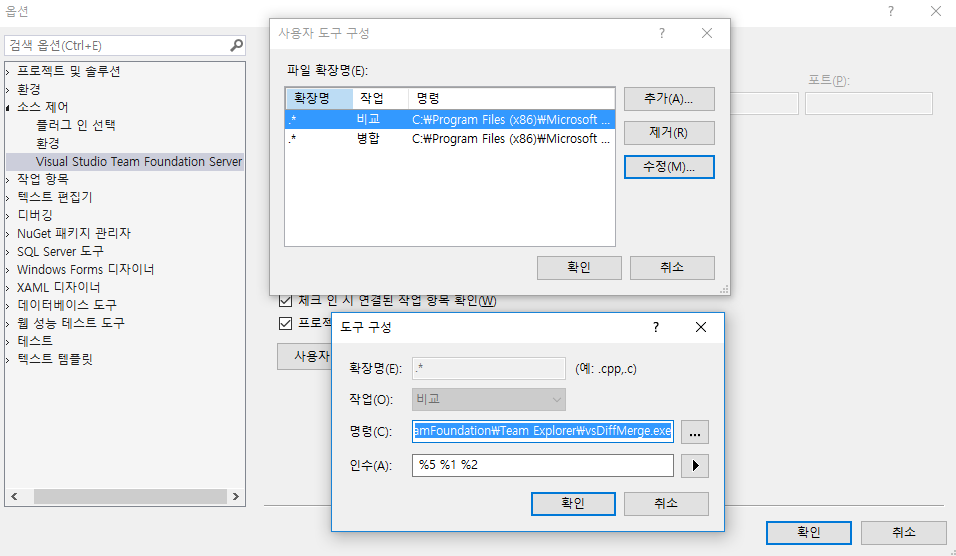 옵션
검색 옵션(Ctrl+E)
프로젝트 및 솔루션
환경
소스 제어
플러그 인 선택
환경
Visual Studio Team Foundation Server
작업 항목
텍스트 편집기
디버깅
NuGet 패키지 관리자
SQL Server 도구
Windows Forms 디자이너
XAML 디자이너
데이터베이스 도구
웹 성능 테스트 도구
테스트
텍스트 템플릿
포트(P):
사용자 도구 구성
파일 확장명(E):
확장명 작업 명령
.* 비교 C:₩Program Files (x86)₩Microsoft ...
.* 병합 C:₩Program Files (x86)₩Microsoft ...
추가(A)...
제거(R)
수정(M)...
확인 취소
체크 인 시 연결된 작업 항목 확인(W)
프로젝
사용자
도구 구성
확장명(E): .* (예: .cpp,.c)
작업(O): 비교
명령(C): amFoundation₩Team Explorer₩vsDiffMerge.exe ...
인수(A): %5 %1 %2
확인 취소
확인 취소